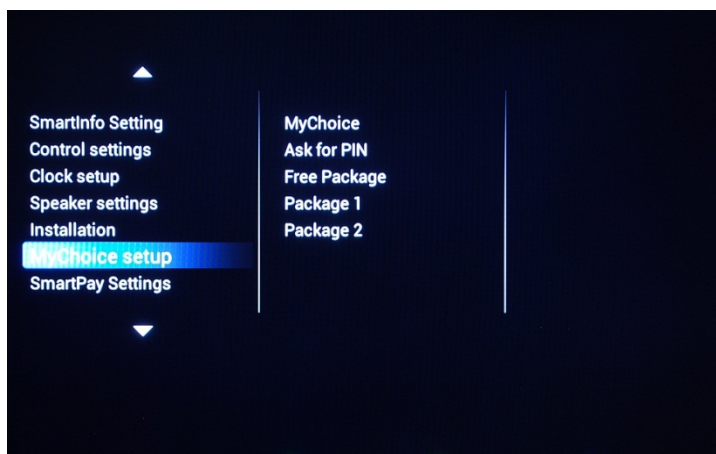 SmartInfo Setting
Control settings
Clock setup
Speaker settings
Installation
MyChoice setup
SmartPay Settings
MyChoice
Ask for PIN
Free Package
Package 1
Package 2